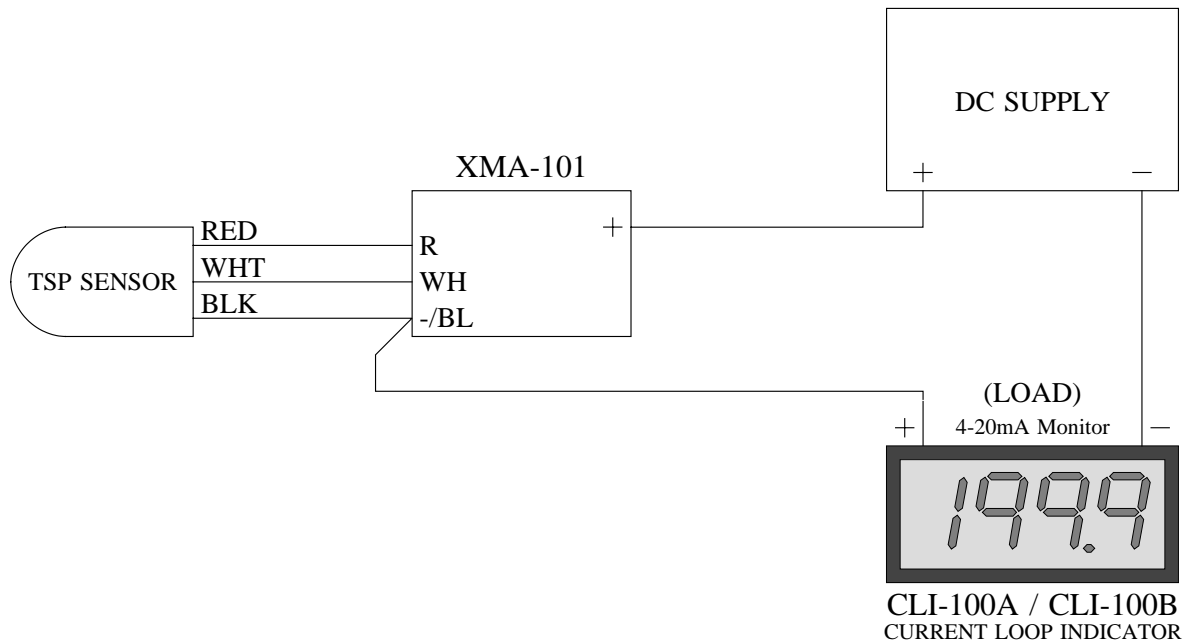 DC SUPPLY
+ −
XMA-101
+
RED
WHT
BLK
TSP SENSOR
R
WH
-/BL
(LOAD)
+ 4-20mA Monitor −
199.9
CLI-100A / CLI-100B
CURRENT LOOP INDICATOR